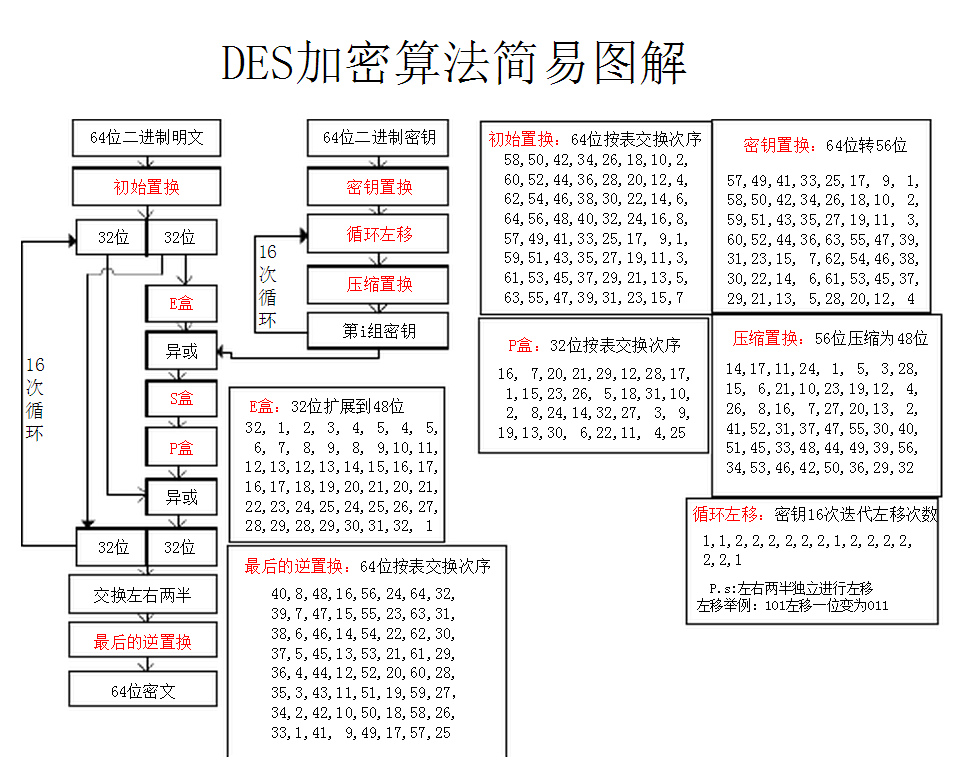 DES加密算法简易图解
64位二进制明文
初始置换
32位
32位
E盒
异或
S盒
P盒
异或
32位
32位
交换左右两半
最后的逆置换
64位密文
16
次
循
环
64位二进制密钥
密钥置换
循环左移
压缩置换
第i组密钥
16
次
循
环
E盒：32位扩展到48位
32, 1, 2, 3, 4, 5, 4, 5,
6, 7, 8, 9, 8, 9,10,11,
12,13,12,13,14,15,16,17,
16,17,18,19,20,21,20,21,
22,23,24,25,24,25,26,27,
28,29,28,29,30,31,32, 1
最后的逆置换：64位按表交换次序
40,8,48,16,56,24,64,32,
39,7,47,15,55,23,63,31,
38,6,46,14,54,22,62,30,
37,5,45,13,53,21,61,29,
36,4,44,12,52,20,60,28,
35,3,43,11,51,19,59,27,
34,2,42,10,50,18,58,26,
33,1,41, 9,49,17,57,25
初始置换：64位按表交换次序
58,50,42,34,26,18,10,2,
60,52,44,36,28,20,12,4,
62,54,46,38,30,22,14,6,
64,56,48,40,32,24,16,8,
57,49,41,33,25,17, 9,1,
59,51,43,35,27,19,11,3,
61,53,45,37,29,21,13,5,
63,55,47,39,31,23,15,7
P盒：32位按表交换次序
16, 7,20,21,29,12,28,17,
1,15,23,26, 5,18,31,10,
2, 8,24,14,32,27, 3, 9,
19,13,30, 6,22,11, 4,25
密钥置换：64位转56位
57,49,41,33,25,17, 9, 1,
58,50,42,34,26,18,10, 2,
59,51,43,35,27,19,11, 3,
60,52,44,36,63,55,47,39,
31,23,15, 7,62,54,46,38,
30,22,14, 6,61,53,45,37,
29,21,13, 5,28,20,12, 4
压缩置换：56位压缩为48位
14,17,11,24, 1, 5, 3,28,
15, 6,21,10,23,19,12, 4,
26, 8,16, 7,27,20,13, 2,
41,52,31,37,47,55,30,40,
51,45,33,48,44,49,39,56,
34,53,46,42,50,36,29,32
循环左移：密钥16次迭代左移次数
1,1,2,2,2,2,2,2,1,2,2,2,2,
2,2,1
P.s:左右两半独立进行左移
左移举例：101左移一位变为011